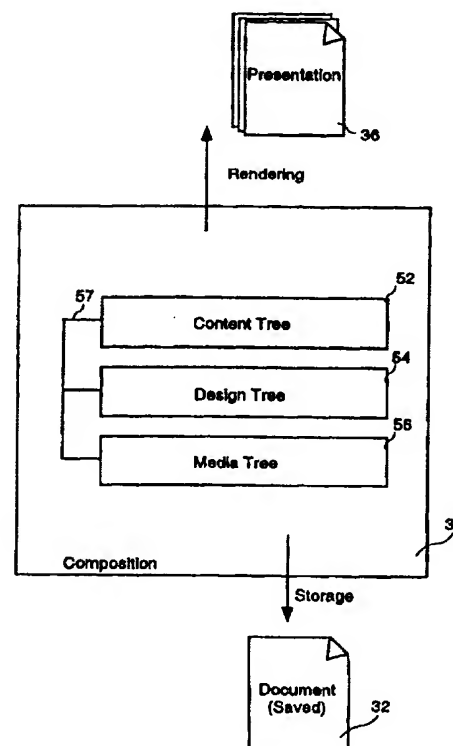 Presentation
36
Rendering
52
57
Content Tree
54
Design Tree
56
Media Tree
Composition
Storage
Document
(Saved)
32